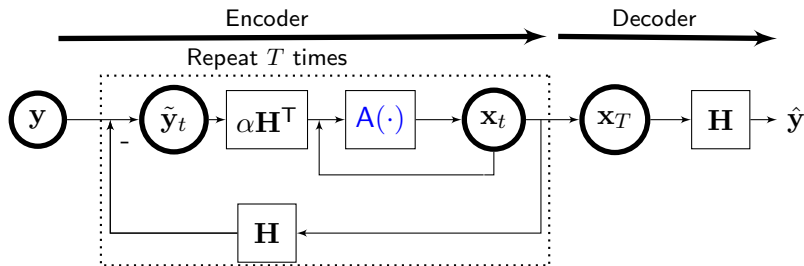 Encoder
Decoder
Repeat T times
y
ỹ_t
αH^T
A(·)
x_t
x_T
H
ŷ
-
H